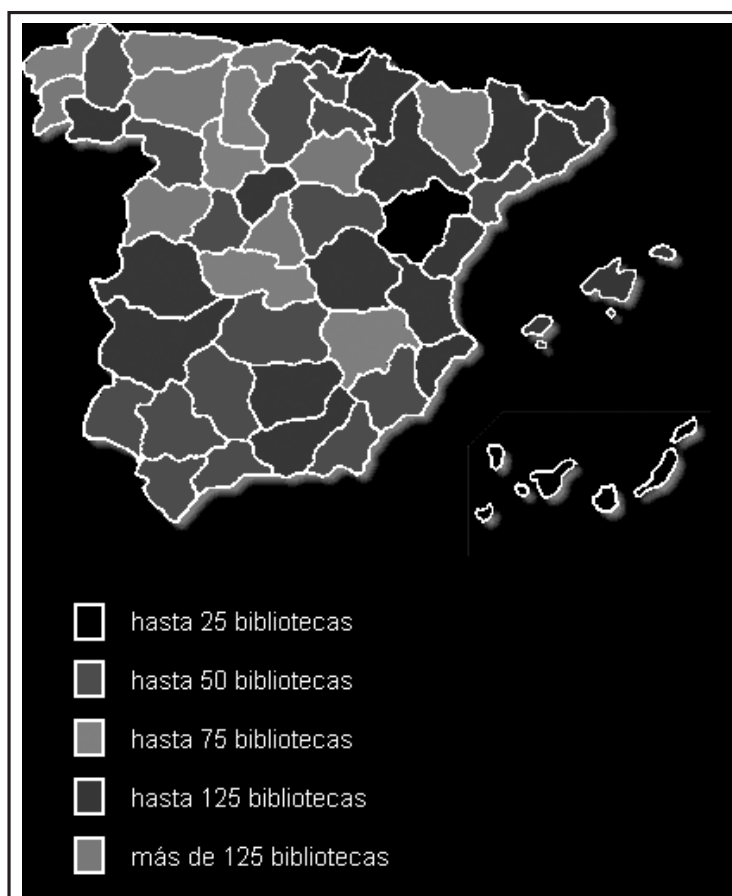 hasta 25 bibliotecas
hasta 50 bibliotecas
hasta 75 bibliotecas
hasta 125 bibliotecas
más de 125 bibliotecas